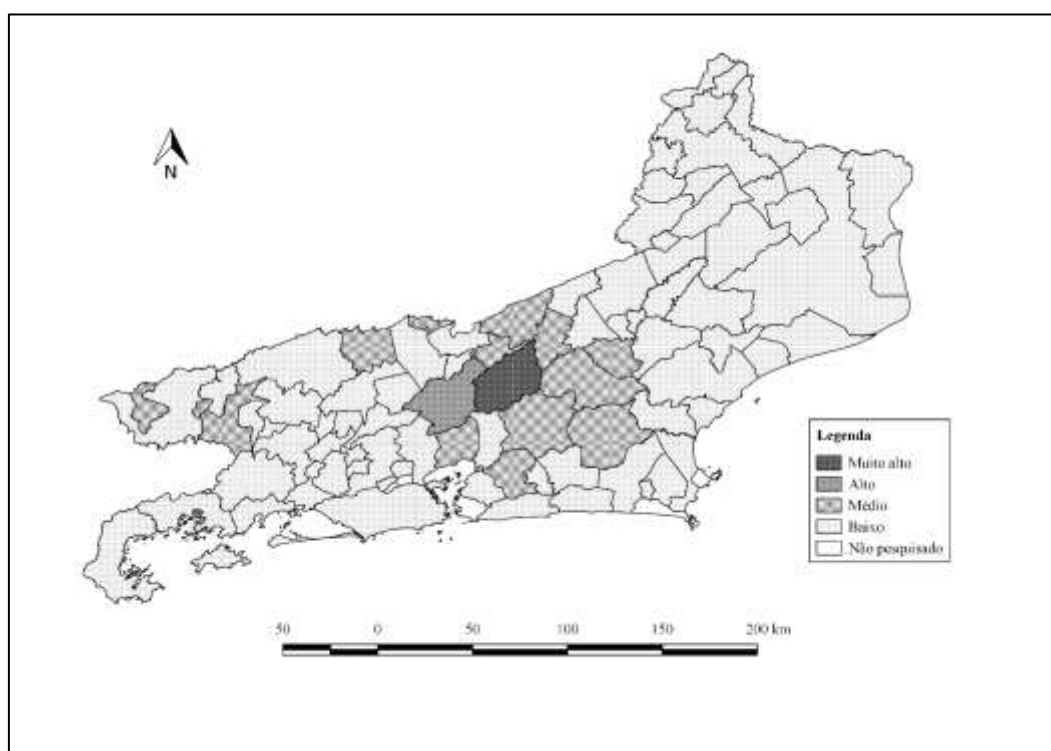 N
Legenda
Muito alto
Alto
Médio
Baixo
Não pesquisado
50 0 50 100 150 200 km